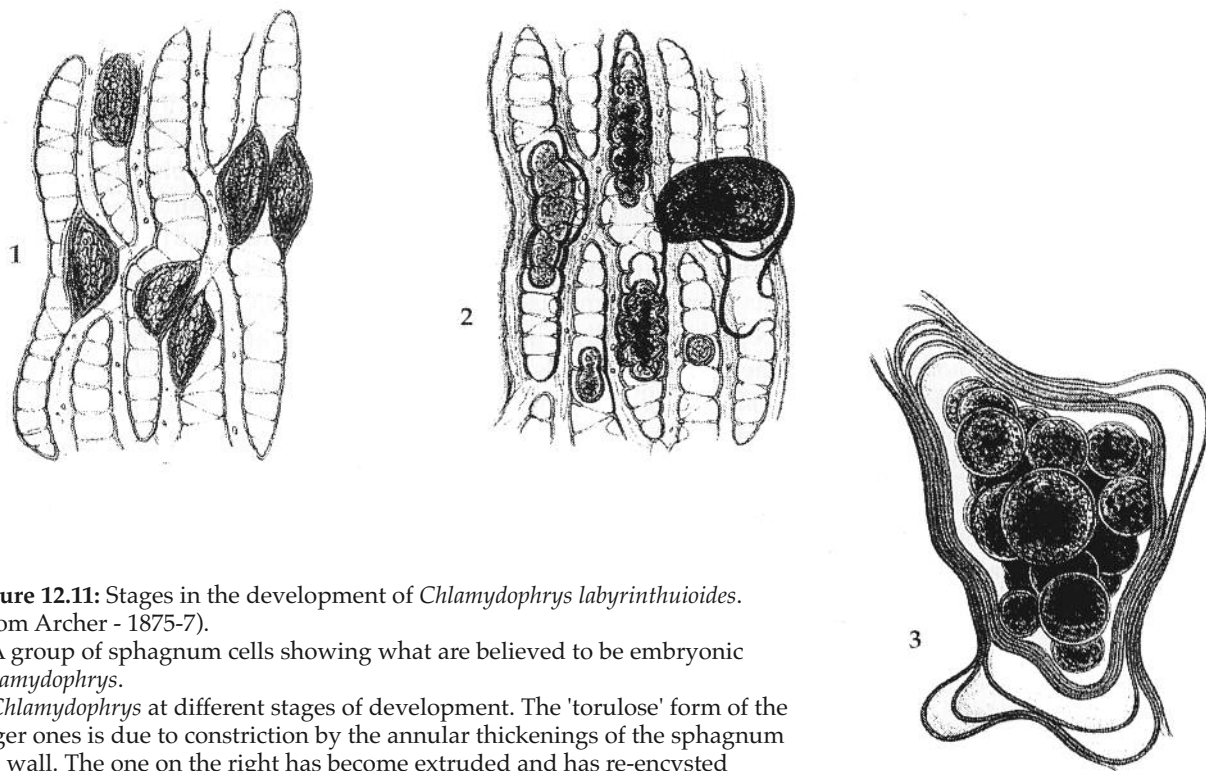 1
2
3
ure 12.11: Stages in the development of Chlamydophrys labyrinthuioides.
om Archer - 1875-7).
A group of sphagnum cells showing what are believed to be embryonic
amydophrys.
Chlamydophrys at different stages of development. The 'torulose' form of the
ger ones is due to constriction by the annular thickenings of the sphagnum
wall. The one on the right has become extruded and has re-encysted